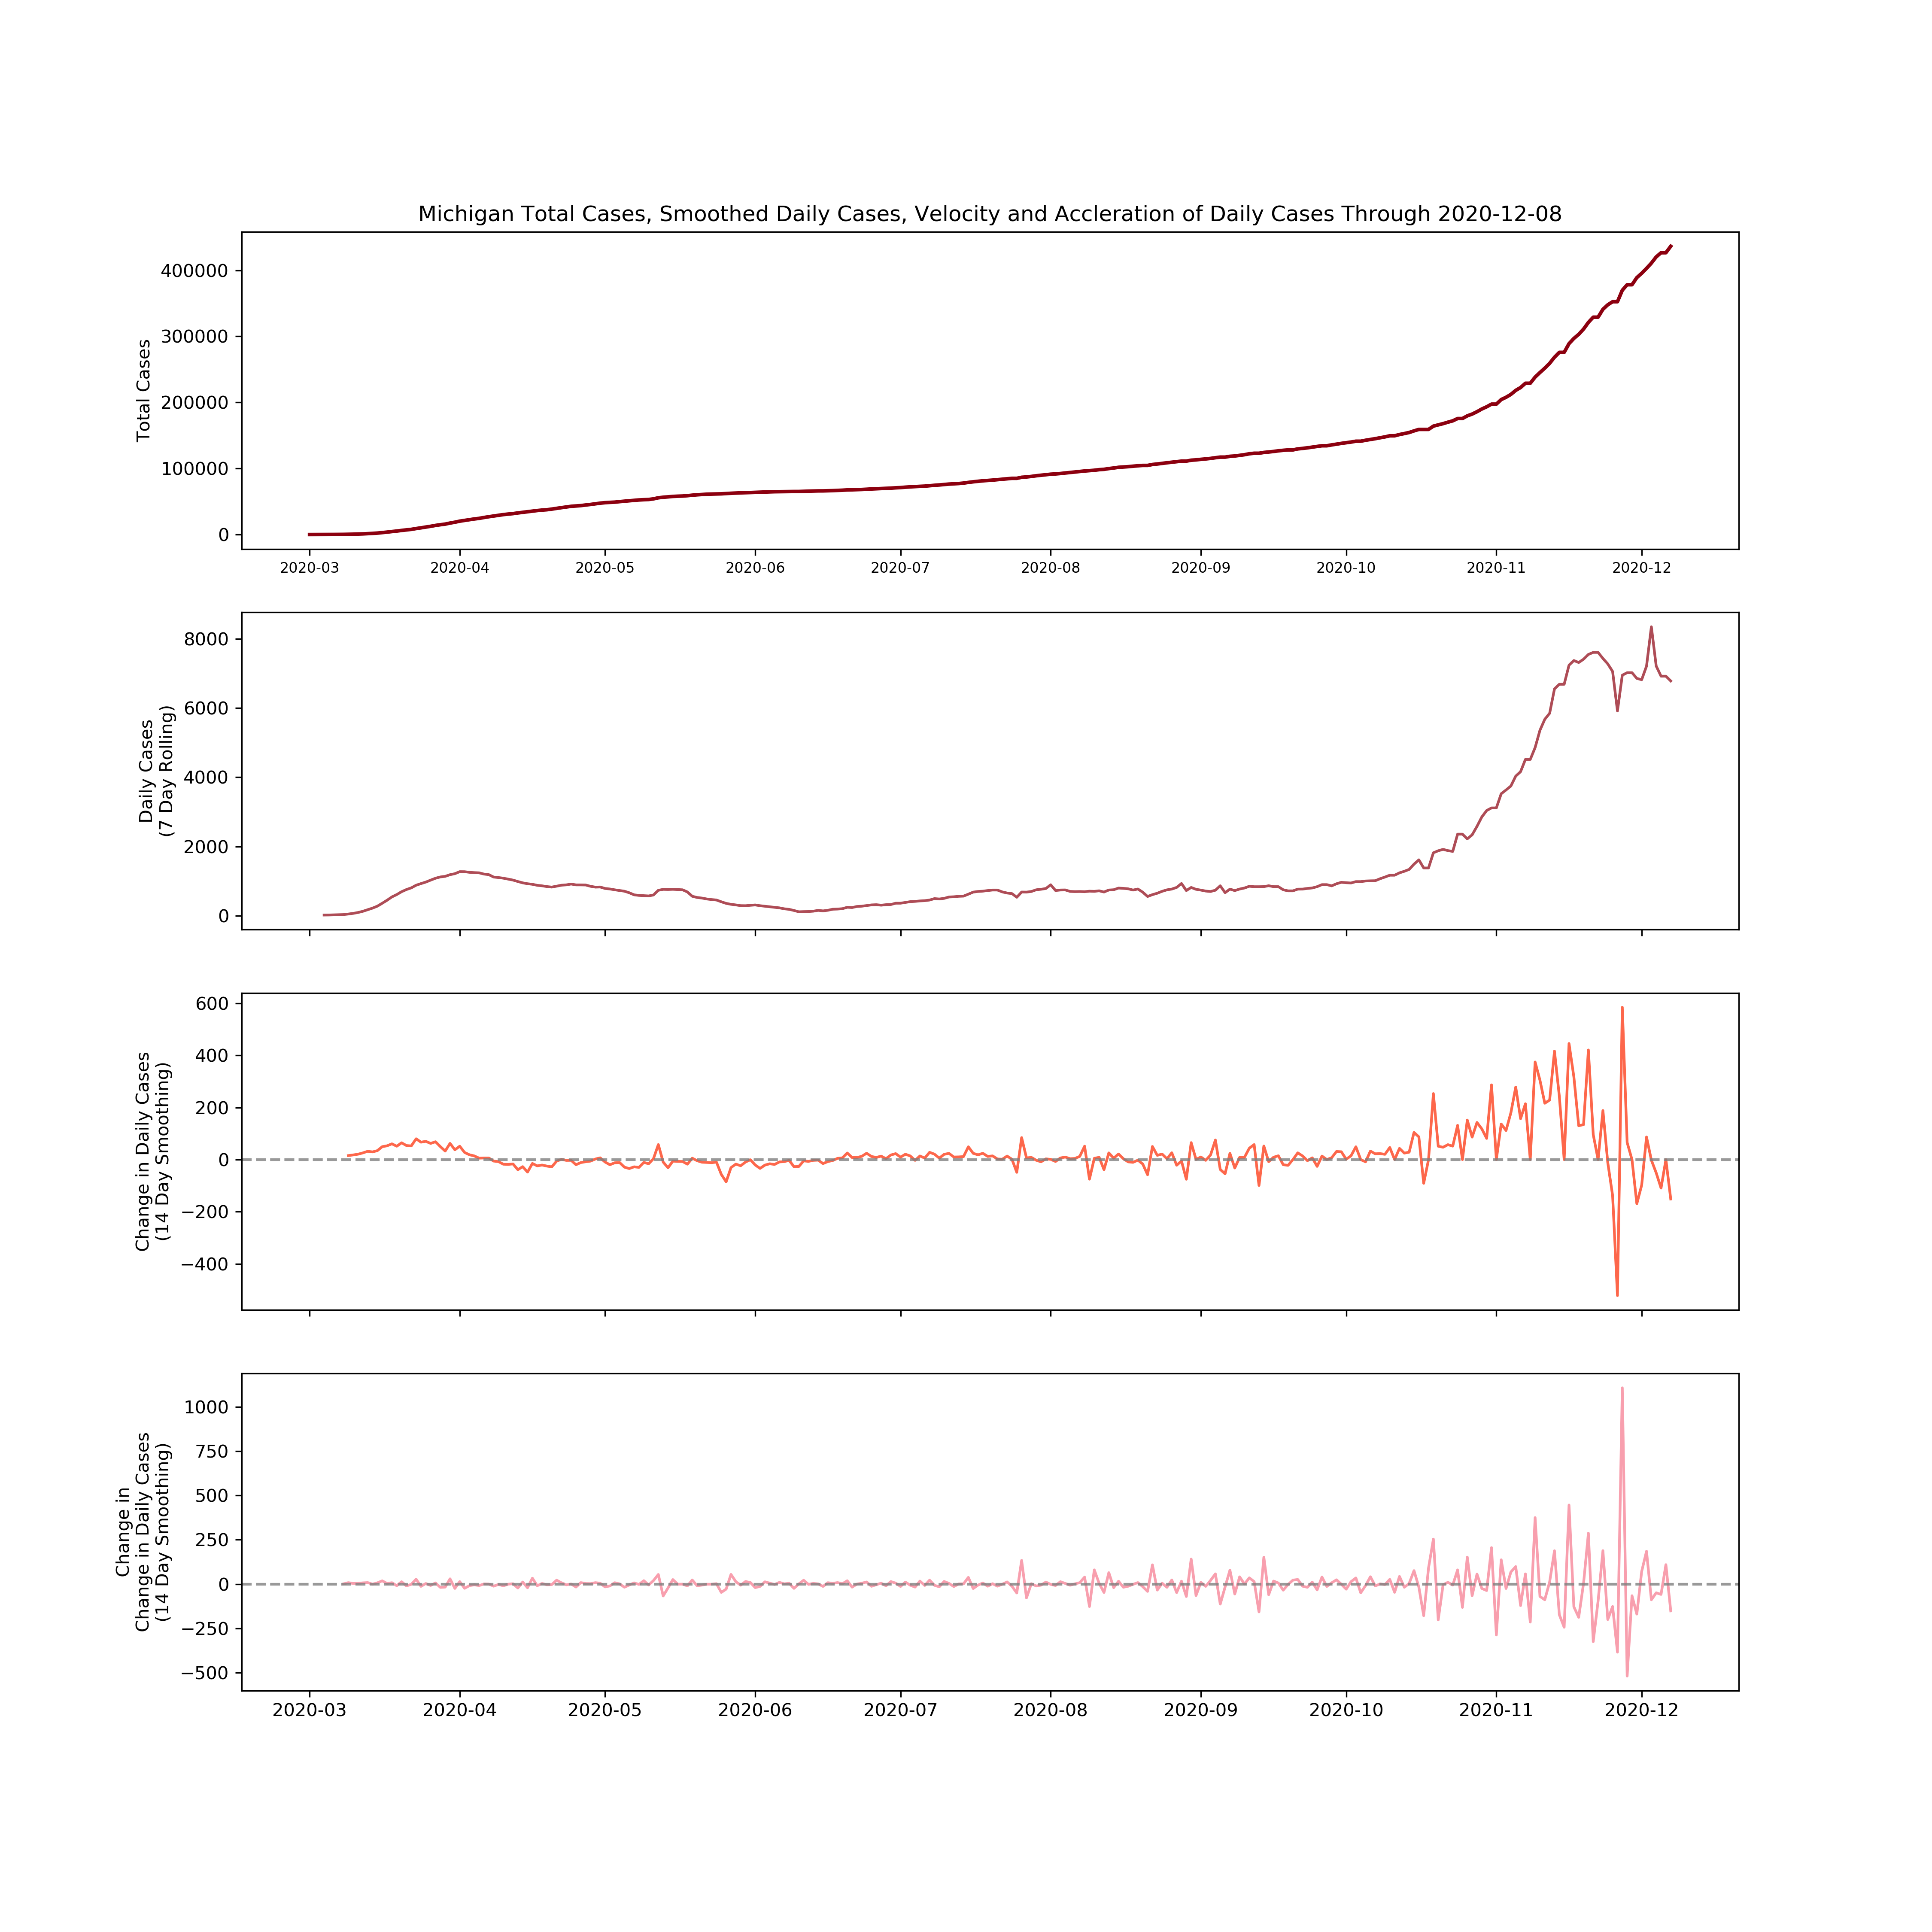 Michigan Total Cases, Smoothed Daily Cases, Velocity and Accleration of Daily Cases Through 2020-12-08
Total Cases
400000
300000
200000
100000
0
2020-03 2020-04 2020-05 2020-06 2020-07 2020-08 2020-09 2020-10 2020-11 2020-12
Daily Cases
(7 Day Rolling)
8000
6000
4000
2000
0
Change in Daily Cases
(14 Day Smoothing)
600
400
200
0
−200
−400
Change in
Change in Daily Cases
(14 Day Smoothing)
1000
750
500
250
0
−250
−500
2020-03 2020-04 2020-05 2020-06 2020-07 2020-08 2020-09 2020-10 2020-11 2020-12